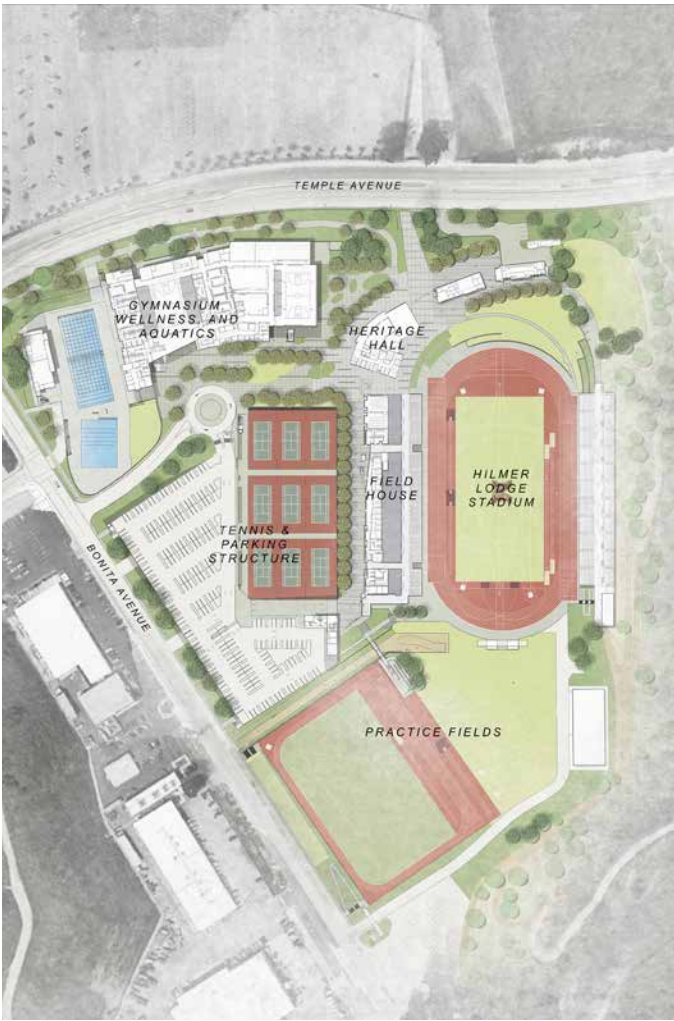 TEMPLE AVENUE
GYMNASIUM,
WELLNESS, AND
AQUATICS
HERITAGE
HALL
FIELD
HOUSE
HILMER
LODGE
STADIUM
TENNIS &
PARKING
STRUCTURE
BONITA AVENUE
PRACTICE FIELDS